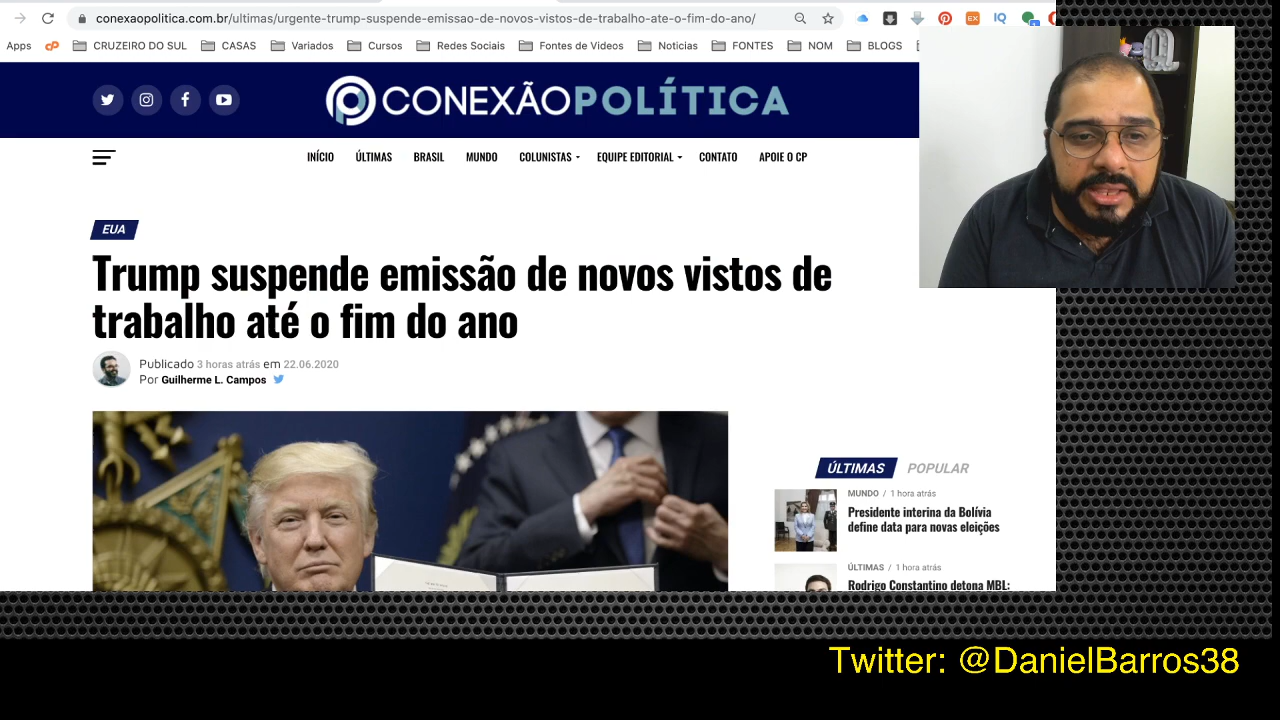 conexaopolitica.com.br/ultimas/urgente-trump-suspende-emissao-de-novos-vistos-de-trabalho-ate-o-fim-do-ano/
EX IQ
Apps CRUZEIRO DO SUL CASAS Variados Cursos Redes Sociais Fontes de Vídeos Notícias FONTES NOM BLOGS
CONEXÃOPOLÍTICA
INÍCIO ÚLTIMAS BRASIL MUNDO COLUNISTAS EQUIPE EDITORIAL CONTATO APOIE O CP
EUA
Trump suspende emissão de novos vistos de
trabalho até o fim do ano
Publicado 3 horas atrás em 22.06.2020
Por Guilherme L. Campos
ÚLTIMAS POPULAR
MUNDO / 1 hora atrás
Presidente interina da Bolívia
define data para novas eleições
ÚLTIMAS / 1 hora atrás
Rodrigo Constantino detona MBL:
Twitter: @DanielBarros38